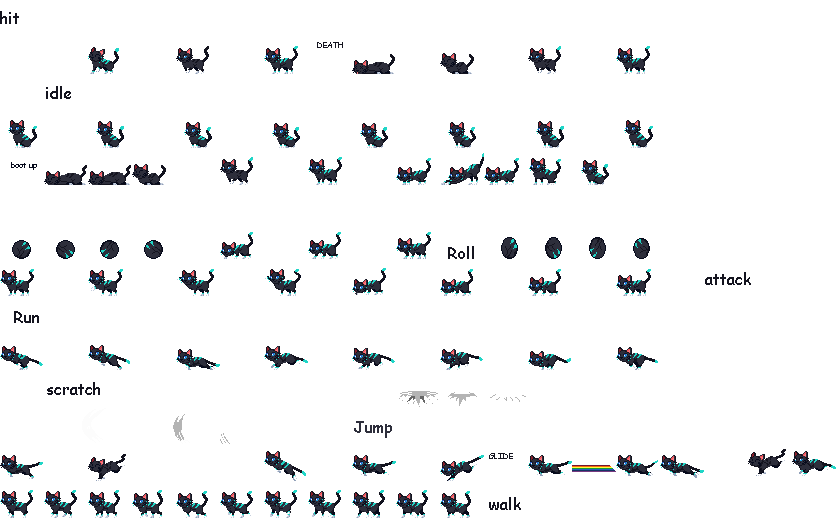 hit
DEATH
idle
boot up
Roll
attack
Run
scratch
Jump
GLIDE
walk